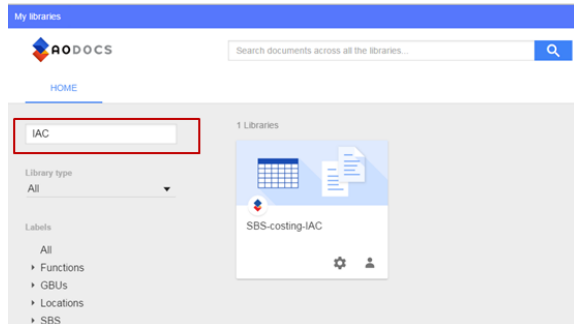 My libraries
AODOCS
Search documents across all the libraries...
HOME
IAC
1 Libraries
Library type
All
SBS-costing-IAC
Labels
All
Functions
GBUs
Locations
SBS